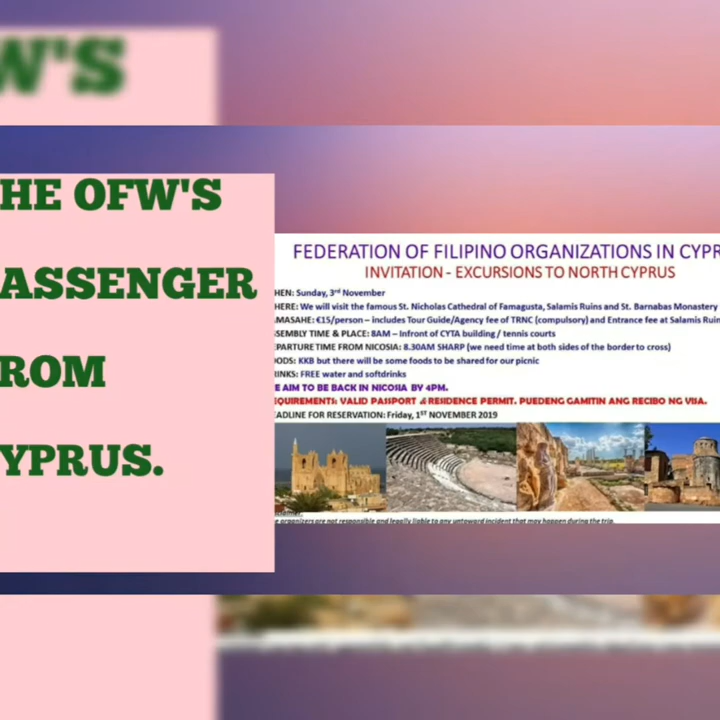 W'S
HE OFW'S
ASSENGER
ROM
YPRUS.
FEDERATION OF FILIPINO ORGANIZATIONS IN CYPR
INVITATION - EXCURSIONS TO NORTH CYPRUS
HEN: Sunday, 3rd November
HERE: We will visit the famous St. Nicholas Cathedral of Famagusta, Salamis Ruins and St. Barnabas Monastery
MASAHE: €15/person – includes Tour Guide/Agency fee of TRNC (compulsory) and Entrance fee at Salamis Ruin
SEMBLY TIME & PLACE: 8AM – Infront of CYTA building / tennis courts
PARTURE TIME FROM NICOSIA: 8.30AM SHARP (we need time at both sides of the border to cross)
ODS: KKB but there will be some foods to be shared for our picnic
INKS: FREE water and softdrinks
E AIM TO BE BACK IN NICOSIA BY 4PM.
QUIREMENTS: VALID PASSPORT & RESIDENCE PERMIT. PUEDENG GAMITIN ANG RECIBO NG VISA.
ADLINE FOR RESERVATION: Friday, 1ST NOVEMBER 2019
e organizers are not responsible and legally liable to any untoward incident that may happen during the trip.